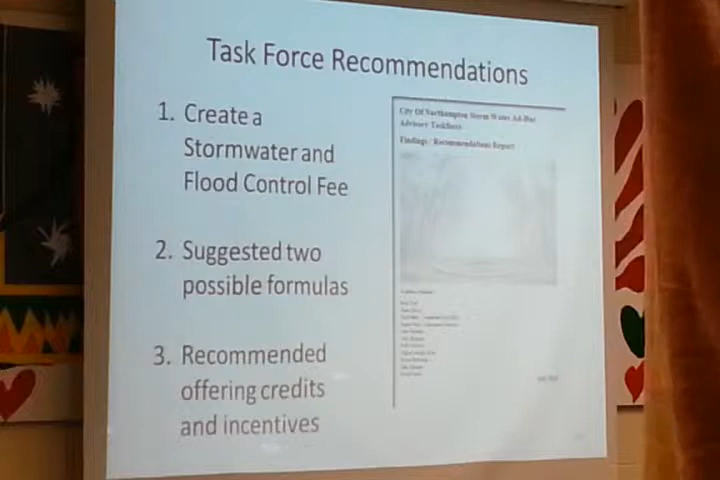 Task Force Recommendations
1. Create a
Stormwater and
Flood Control Fee
2. Suggested two
possible formulas
3. Recommended
offering credits
and incentives
City Of Northampton Storm Water Ad-Hoc
Advisory Taskforce
Findings / Recommendations Report